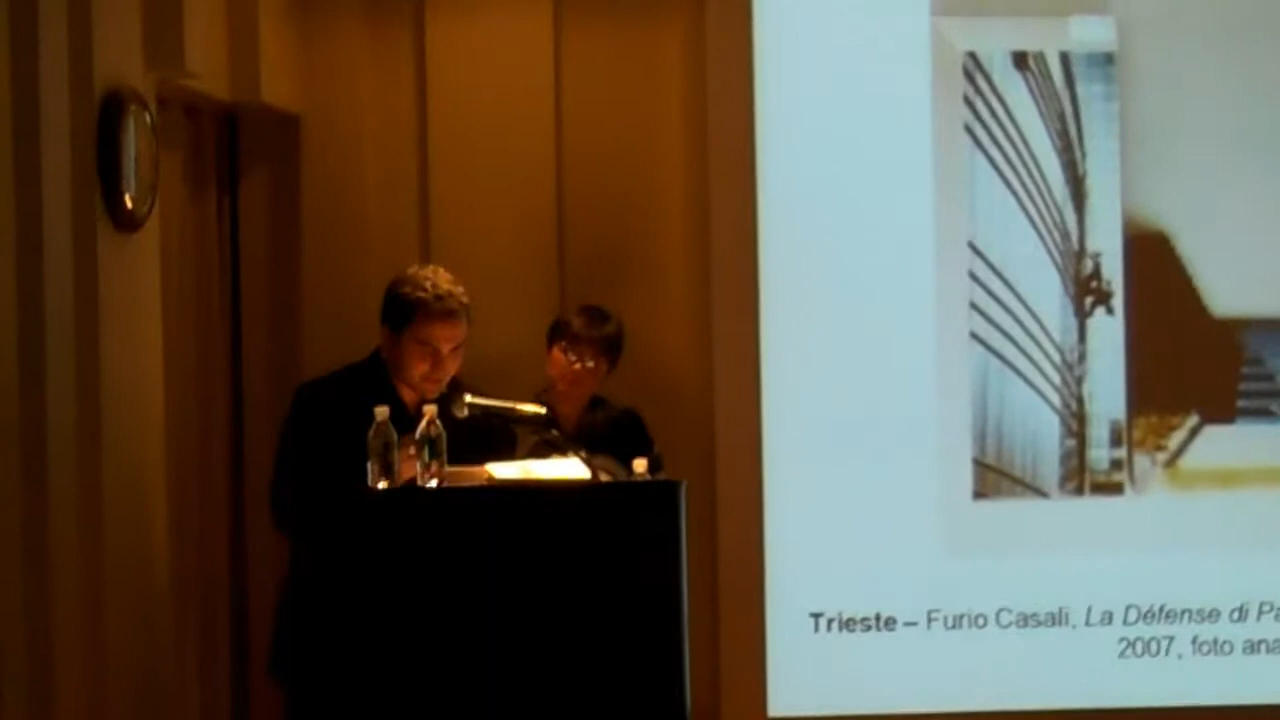 Trieste – Furio Casali, La Défense di Pa
2007, foto ana